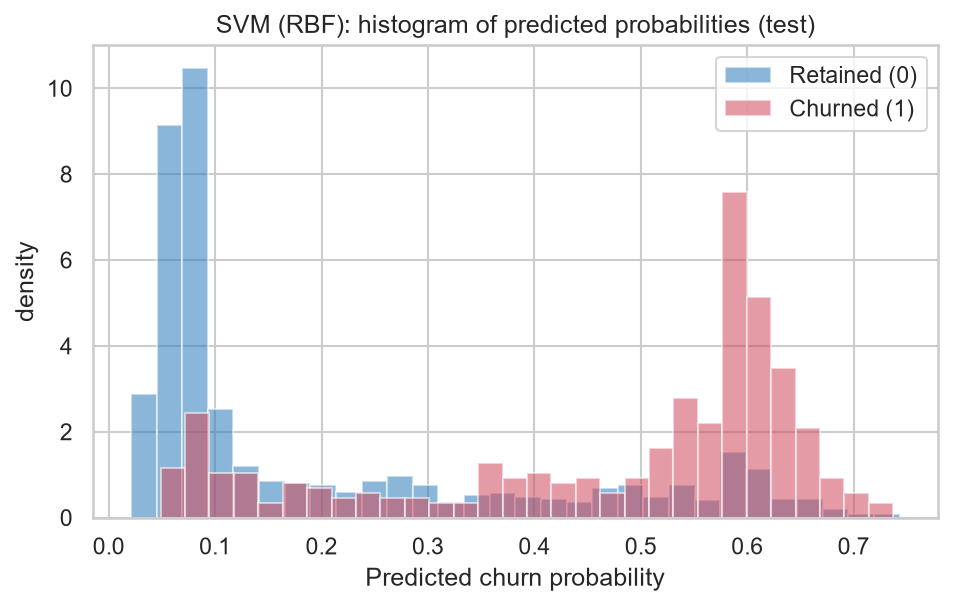 SVM (RBF): histogram of predicted probabilities (test)
Retained (0)
Churned (1)
density
10
8
6
4
2
0
0.0 0.1 0.2 0.3 0.4 0.5 0.6 0.7
Predicted churn probability